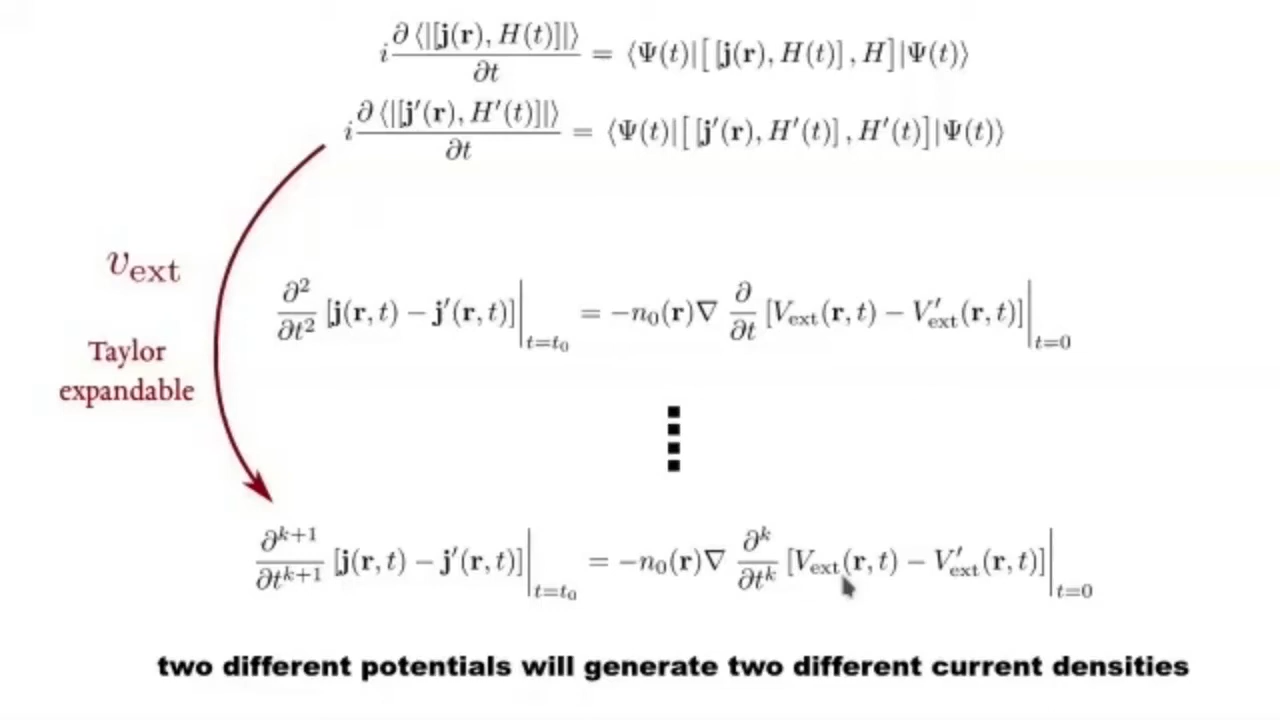 i ∂⟨|[j(r), H(t)]|⟩ / ∂t = ⟨Ψ(t)|[ [j(r), H(t)] , H]|Ψ(t)⟩
i ∂⟨|[j′(r), H′(t)]|⟩ / ∂t = ⟨Ψ(t)|[ [j′(r), H′(t)] , H′(t)]|Ψ(t)⟩
v_ext
∂²/∂t² [j(r, t) − j′(r, t)]|_{t=t₀} = −n₀(r)∇ ∂/∂t [V_ext(r, t) − V′_ext(r, t)]|_{t=0}
Taylor
expandable
∂^{k+1}/∂t^{k+1} [j(r, t) − j′(r, t)]|_{t=t₀} = −n₀(r)∇ ∂^k/∂t^k [V_ext(r, t) − V′_ext(r, t)]|_{t=0}
two different potentials will generate two different current densities